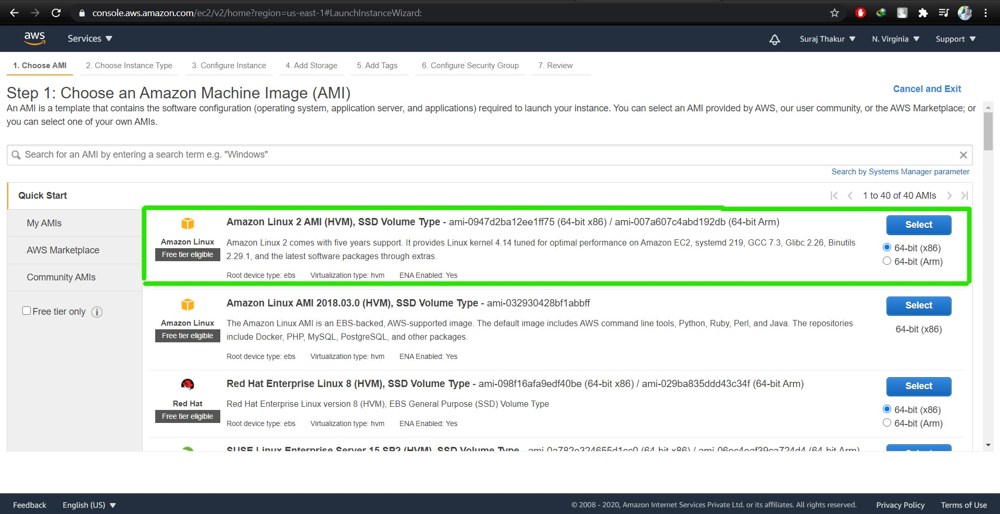 console.aws.amazon.com/ec2/v2/home?region=us-east-1#LaunchInstanceWizard:
aws
Services
Suraj Thakur
N. Virginia
Support
1. Choose AMI
2. Choose Instance Type
3. Configure Instance
4. Add Storage
5. Add Tags
6. Configure Security Group
7. Review
Step 1: Choose an Amazon Machine Image (AMI)
Cancel and Exit
An AMI is a template that contains the software configuration (operating system, application server, and applications) required to launch your instance. You can select an AMI provided by AWS, our user community, or the AWS Marketplace; or
you can select one of your own AMIs.
Search for an AMI by entering a search term e.g. "Windows"
Search by Systems Manager parameter
Quick Start
1 to 40 of 40 AMIs
My AMIs
AWS Marketplace
Community AMIs
Free tier only
Amazon Linux
Free tier eligible
Amazon Linux 2 AMI (HVM), SSD Volume Type - ami-0947d2ba12ee1ff75 (64-bit x86) / ami-007a607c4abd192db (64-bit Arm)
Amazon Linux 2 comes with five years support. It provides Linux kernel 4.14 tuned for optimal performance on Amazon EC2, systemd 219, GCC 7.3, Glibc 2.26, Binutils
2.29.1, and the latest software packages through extras.
Root device type: ebs Virtualization type: hvm ENA Enabled: Yes
Select
64-bit (x86)
64-bit (Arm)
Amazon Linux
Free tier eligible
Amazon Linux AMI 2018.03.0 (HVM), SSD Volume Type - ami-032930428bf1abbff
The Amazon Linux AMI is an EBS-backed, AWS-supported image. The default image includes AWS command line tools, Python, Ruby, Perl, and Java. The repositories
include Docker, PHP, MySQL, PostgreSQL, and other packages.
Root device type: ebs Virtualization type: hvm ENA Enabled: Yes
Select
64-bit (x86)
Red Hat
Free tier eligible
Red Hat Enterprise Linux 8 (HVM), SSD Volume Type - ami-098f16afa9edf40be (64-bit x86) / ami-029ba835ddd43c34f (64-bit Arm)
Red Hat Enterprise Linux version 8 (HVM), EBS General Purpose (SSD) Volume Type
Root device type: ebs Virtualization type: hvm ENA Enabled: Yes
Select
64-bit (x86)
64-bit (Arm)
SUSE Linux Enterprise Server 15 SP2 (HVM), SSD Volume Type - (64-bit x86) / (64-bit Arm)
Feedback
English (US)
© 2008 - 2020, Amazon Internet Services Private Ltd. or its affiliates. All rights reserved.
Privacy Policy
Terms of Use